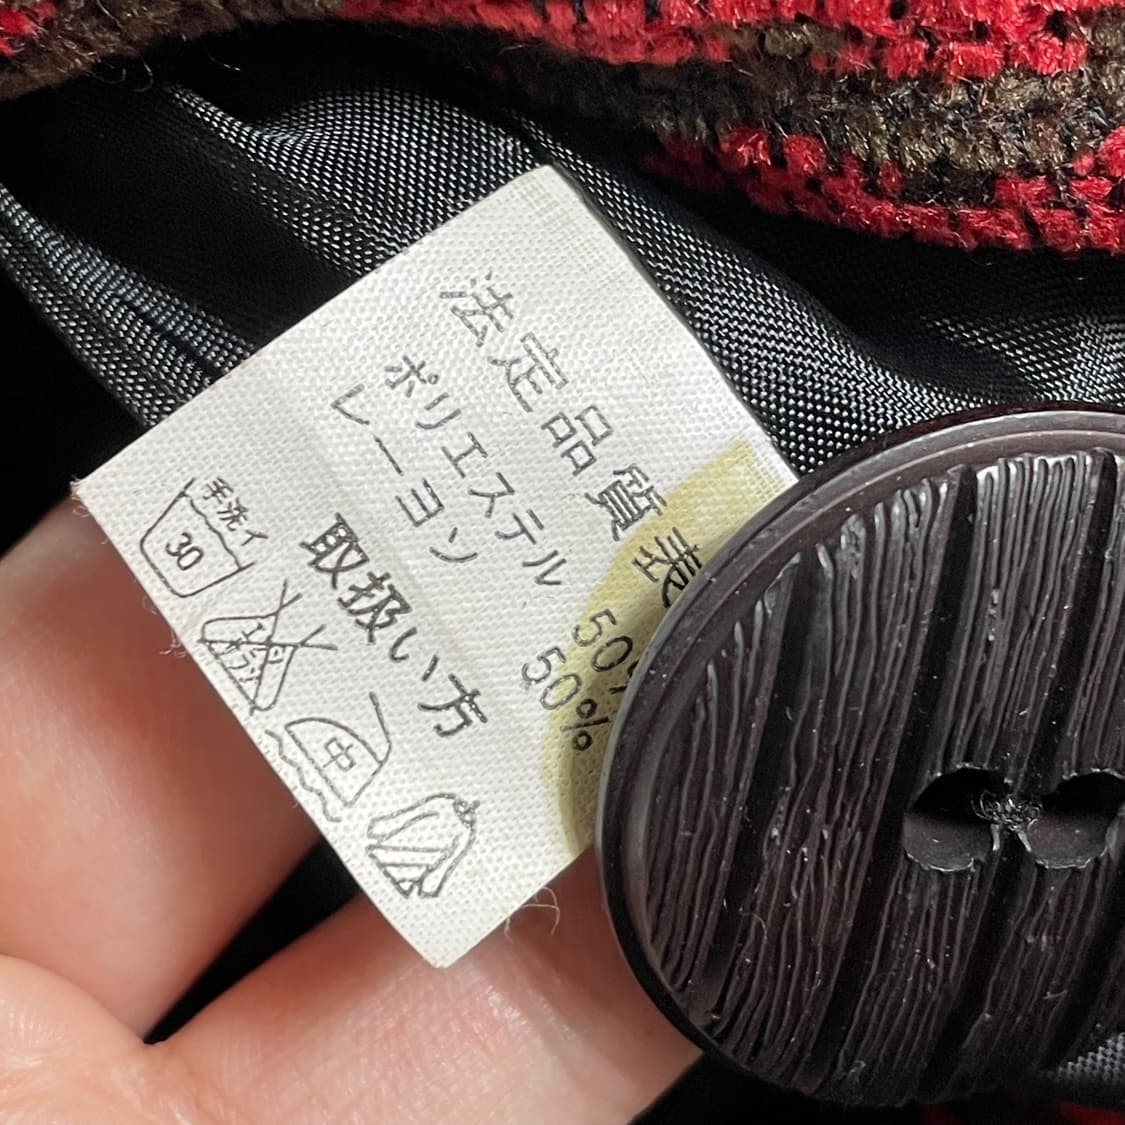 法定品質表
ポリエステル 50%
レーヨン 50%
取扱い方
手洗イ
30
中